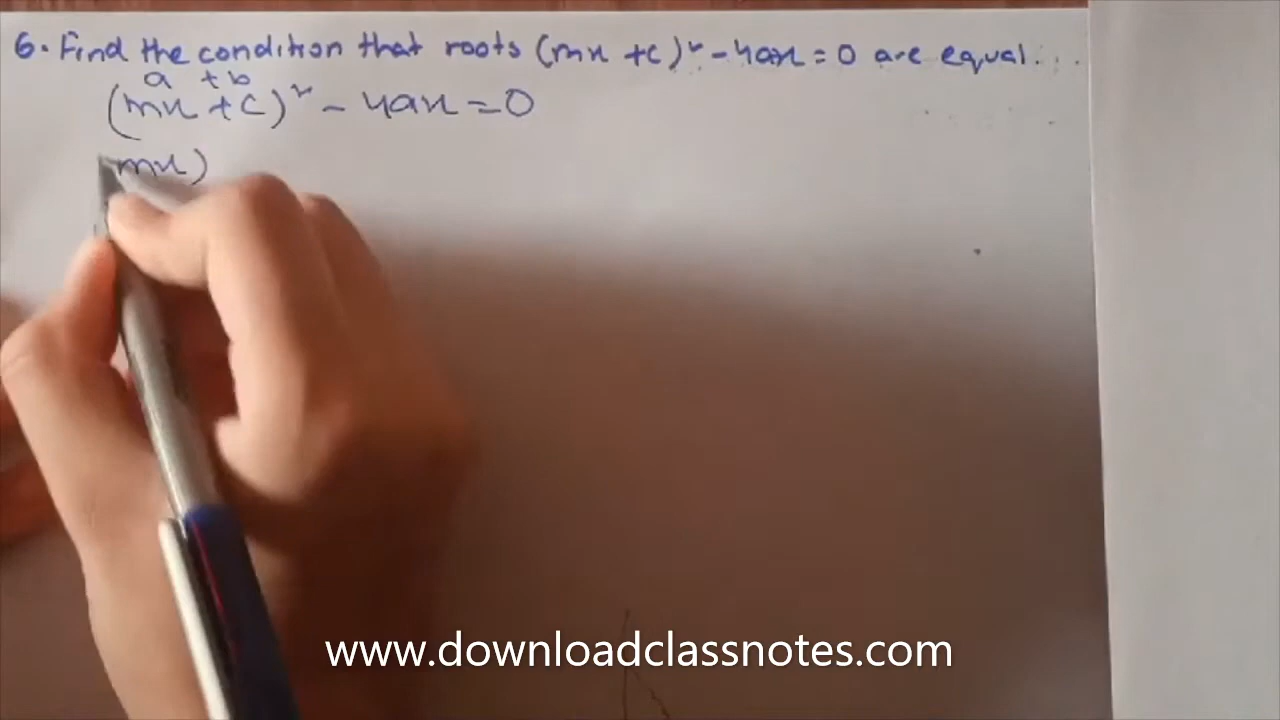 6. Find the condition that roots (mx + c)² - 4ax = 0 are equal...
a + b
(mx + c)² - 4ax = 0
mx)
www.downloadclassnotes.com